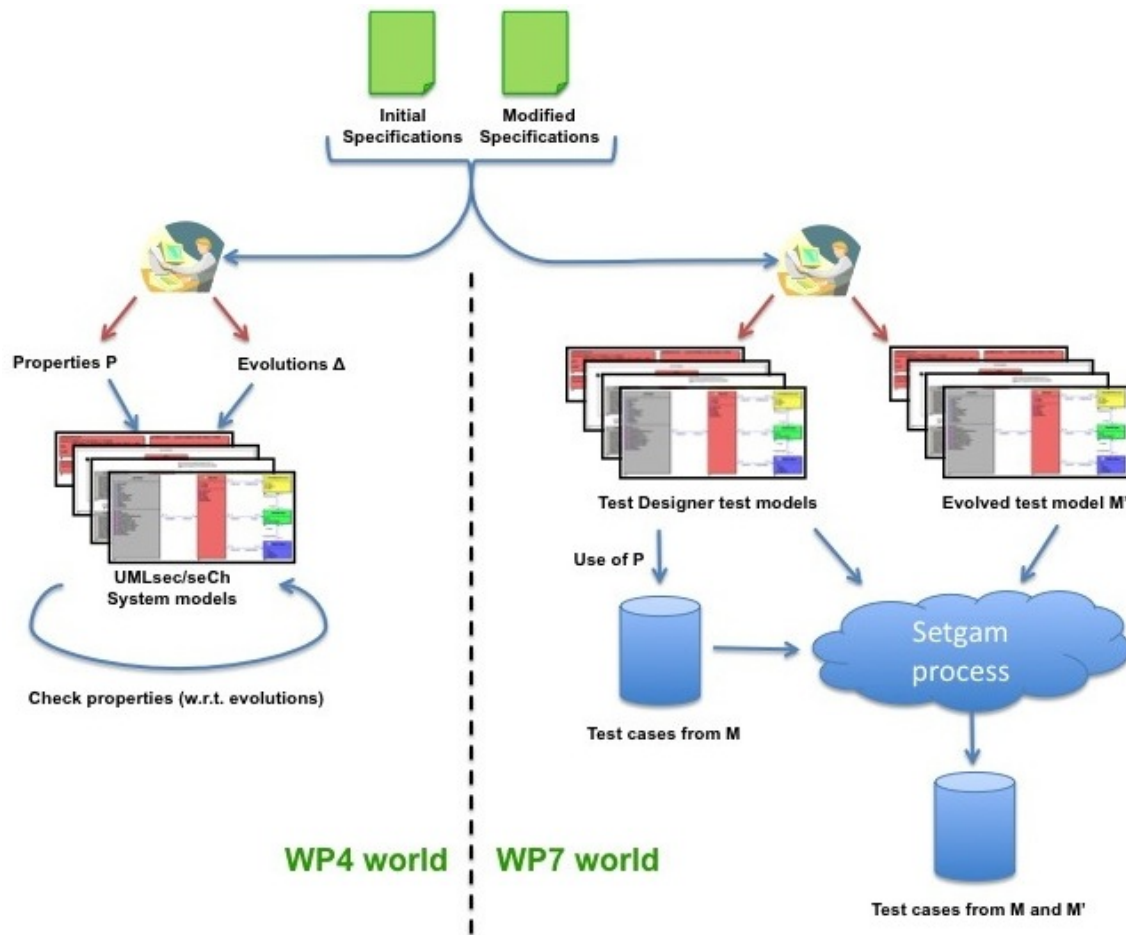 Initial
Specifications
Modified
Specifications
Properties P
Evolutions Δ
UMLsec/seCh
System models
Check properties (w.r.t. evolutions)
Test Designer test models
Evolved test model M'
Use of P
Setgam
process
Test cases from M
WP4 world
WP7 world
Test cases from M and M'